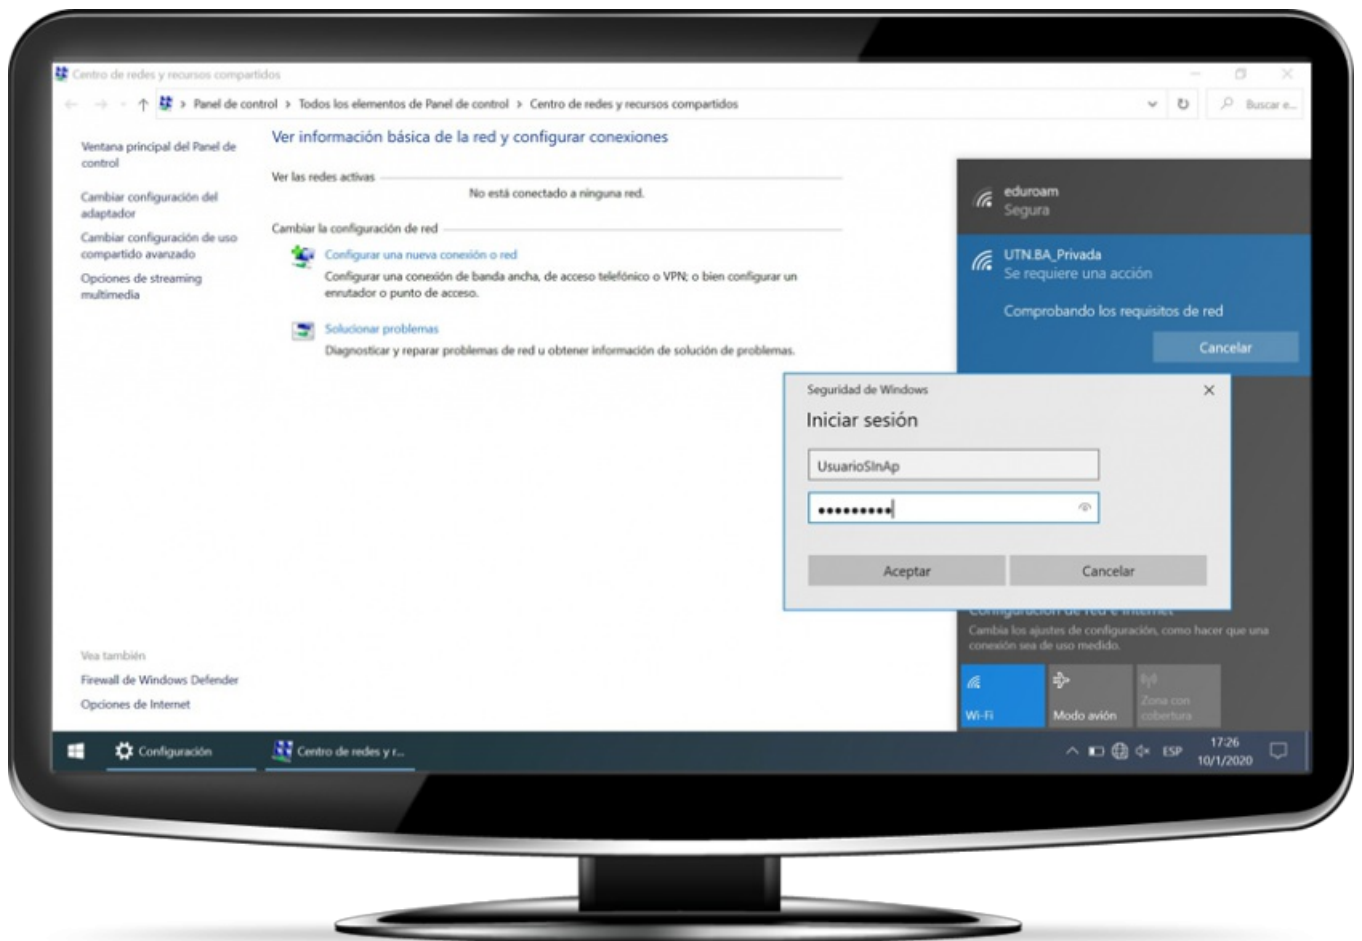 Centro de redes y recursos compartidos
Panel de control > Todos los elementos de Panel de control > Centro de redes y recursos compartidos
Buscar e...
Ventana principal del Panel de
control
Cambiar configuración del
adaptador
Cambiar configuración de uso
compartido avanzado
Opciones de streaming
multimedia
Ver información básica de la red y configurar conexiones
Ver las redes activas
No está conectado a ninguna red.
Cambiar la configuración de red
Configurar una nueva conexión o red
Configurar una conexión de banda ancha, de acceso telefónico o VPN; o bien configurar un
enrutador o punto de acceso.
Solucionar problemas
Diagnosticar y reparar problemas de red u obtener información de solución de problemas.
eduroam
Segura
UTN.BA_Privada
Se requiere una acción
Comprobando los requisitos de red
Cancelar
Seguridad de Windows
Iniciar sesión
UsuarioSInAp
•••••••••
Aceptar
Cancelar
Configuración de red e Internet
Cambia los ajustes de configuración, como hacer que una
conexión sea de uso medido.
Wi-Fi
Modo avión
Zona con
cobertura
Vea también
Firewall de Windows Defender
Opciones de Internet
Configuración
Centro de redes y r...
ESP
17:26
10/1/2020